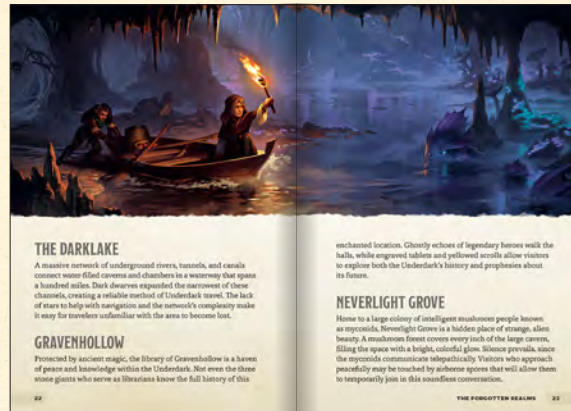 THE DARKLAKE
A massive network of underground rivers, tunnels, and canals
connect water-filled caverns and chambers in a waterway that spans
a hundred miles. Dark dwarves expanded the narrowest of these
channels, creating a reliable method of Underdark travel. The lack
of stars to help with navigation and the network's complexity make
it easy for travelers unfamiliar with the area to become lost.
GRAVENHOLLOW
Protected by ancient magic, the library of Gravenhollow is a haven
of peace and knowledge within the Underdark. Not even the three
stone giants who serve as librarians know the full history of this
22
enchanted location. Ghostly echoes of legendary heroes walk the
halls, while engraved tablets and yellowed scrolls allow visitors
to explore both the Underdark's history and prophesies about
its future.
NEVERLIGHT GROVE
Home to a large colony of intelligent mushroom people known
as myconids, Neverlight Grove is a hidden place of strange, alien
beauty. A mushroom forest covers every inch of the large cavern,
filling the space with a bright, colorful glow. Silence prevails, since
the myconids communicate telepathically. Visitors who approach
peacefully may be touched by airborne spores that will allow them
to temporarily join in this soundless conversation.
THE FORGOTTEN REALMS 23